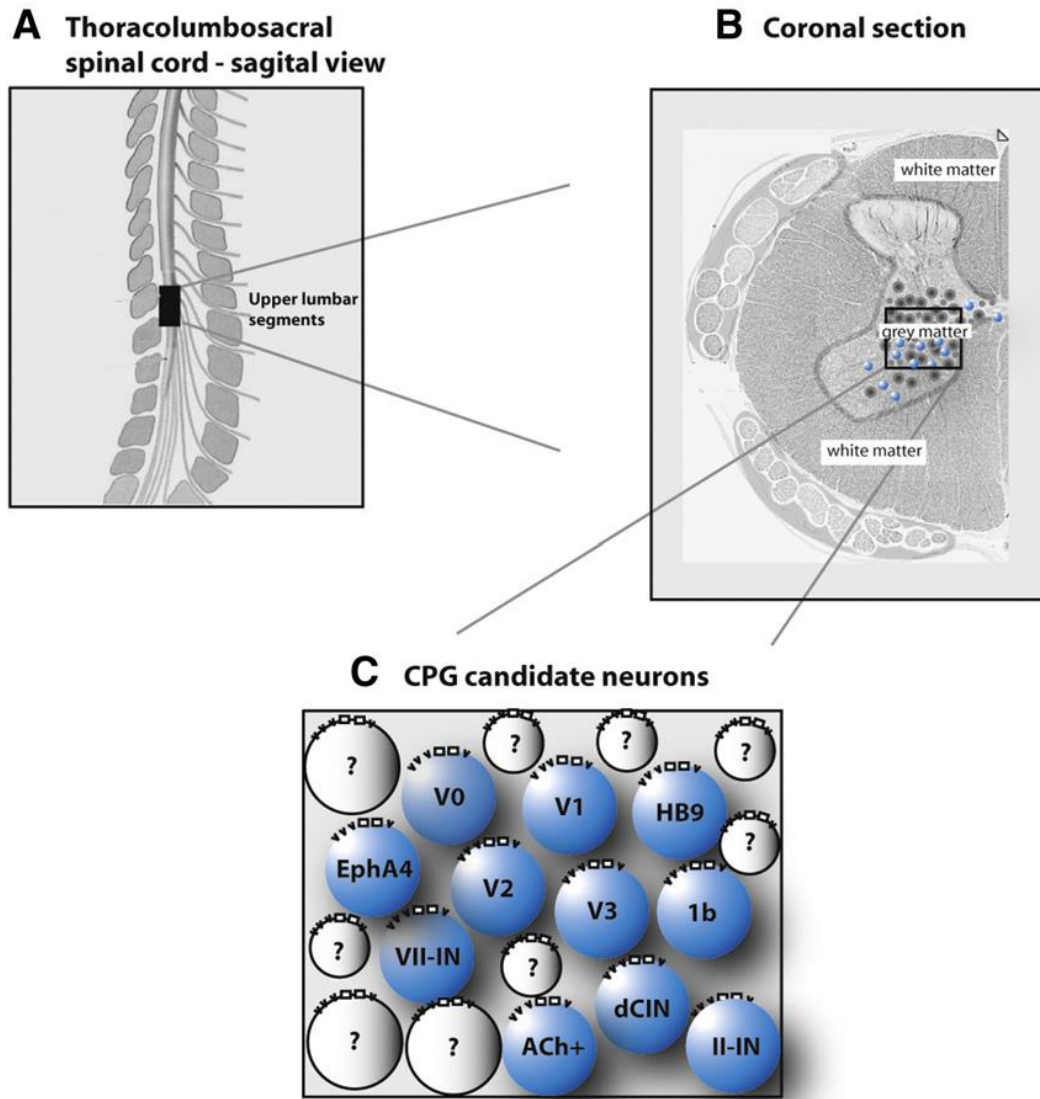 A Thoracolumbosacral
spinal cord - sagital view
Upper lumbar
segments
B Coronal section
white matter
grey matter
white matter
C CPG candidate neurons
?
?
?
?
V0
V1
HB9
?
EphA4
V2
V3
1b
?
VII-IN
?
dCIN
?
?
ACh+
II-IN